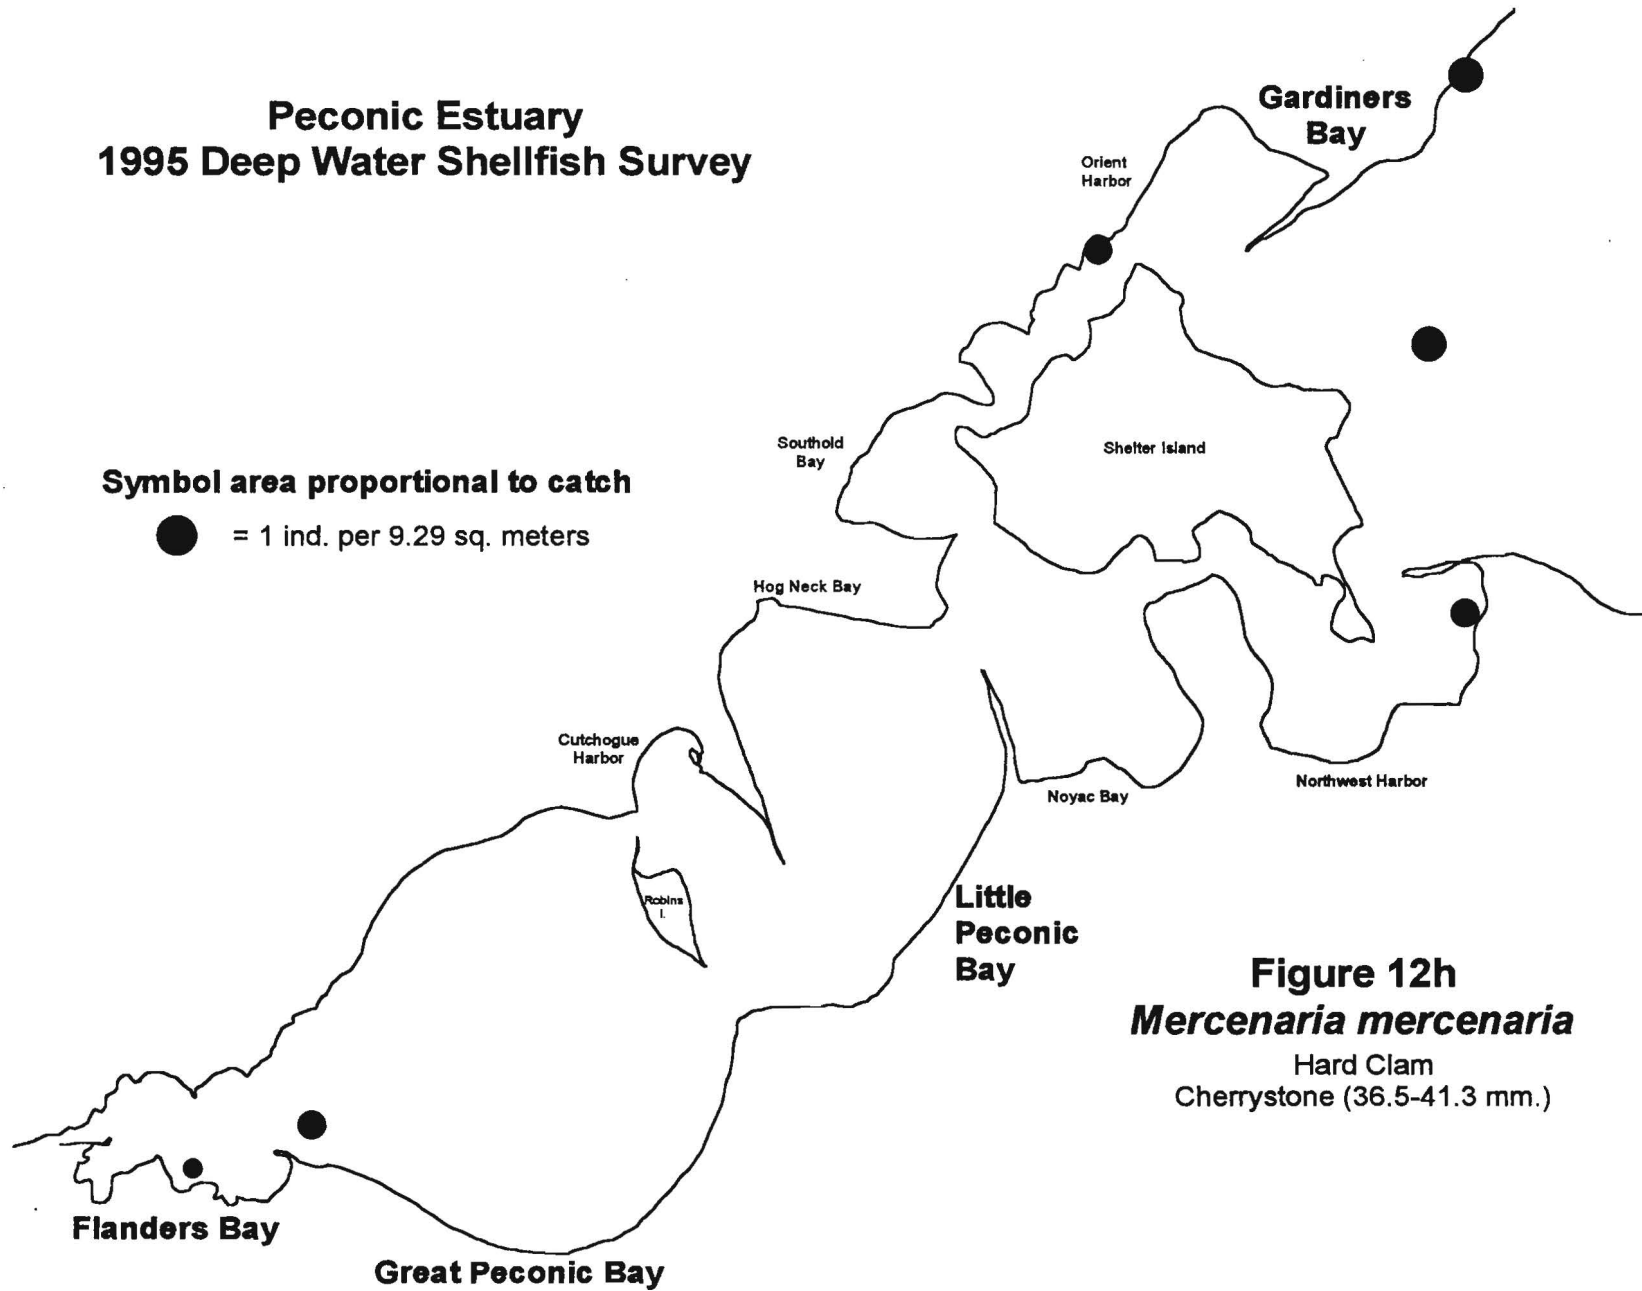 Peconic Estuary
1995 Deep Water Shellfish Survey
Gardiners
Bay
Orient
Harbor
Southold
Bay
Shelter Island
Symbol area proportional to catch
= 1 ind. per 9.29 sq. meters
Hog Neck Bay
Cutchogue
Harbor
Noyac Bay
Northwest Harbor
Robins
I.
Little
Peconic
Bay
Figure 12h
Mercenaria mercenaria
Hard Clam
Cherrystone (36.5-41.3 mm.)
Flanders Bay
Great Peconic Bay